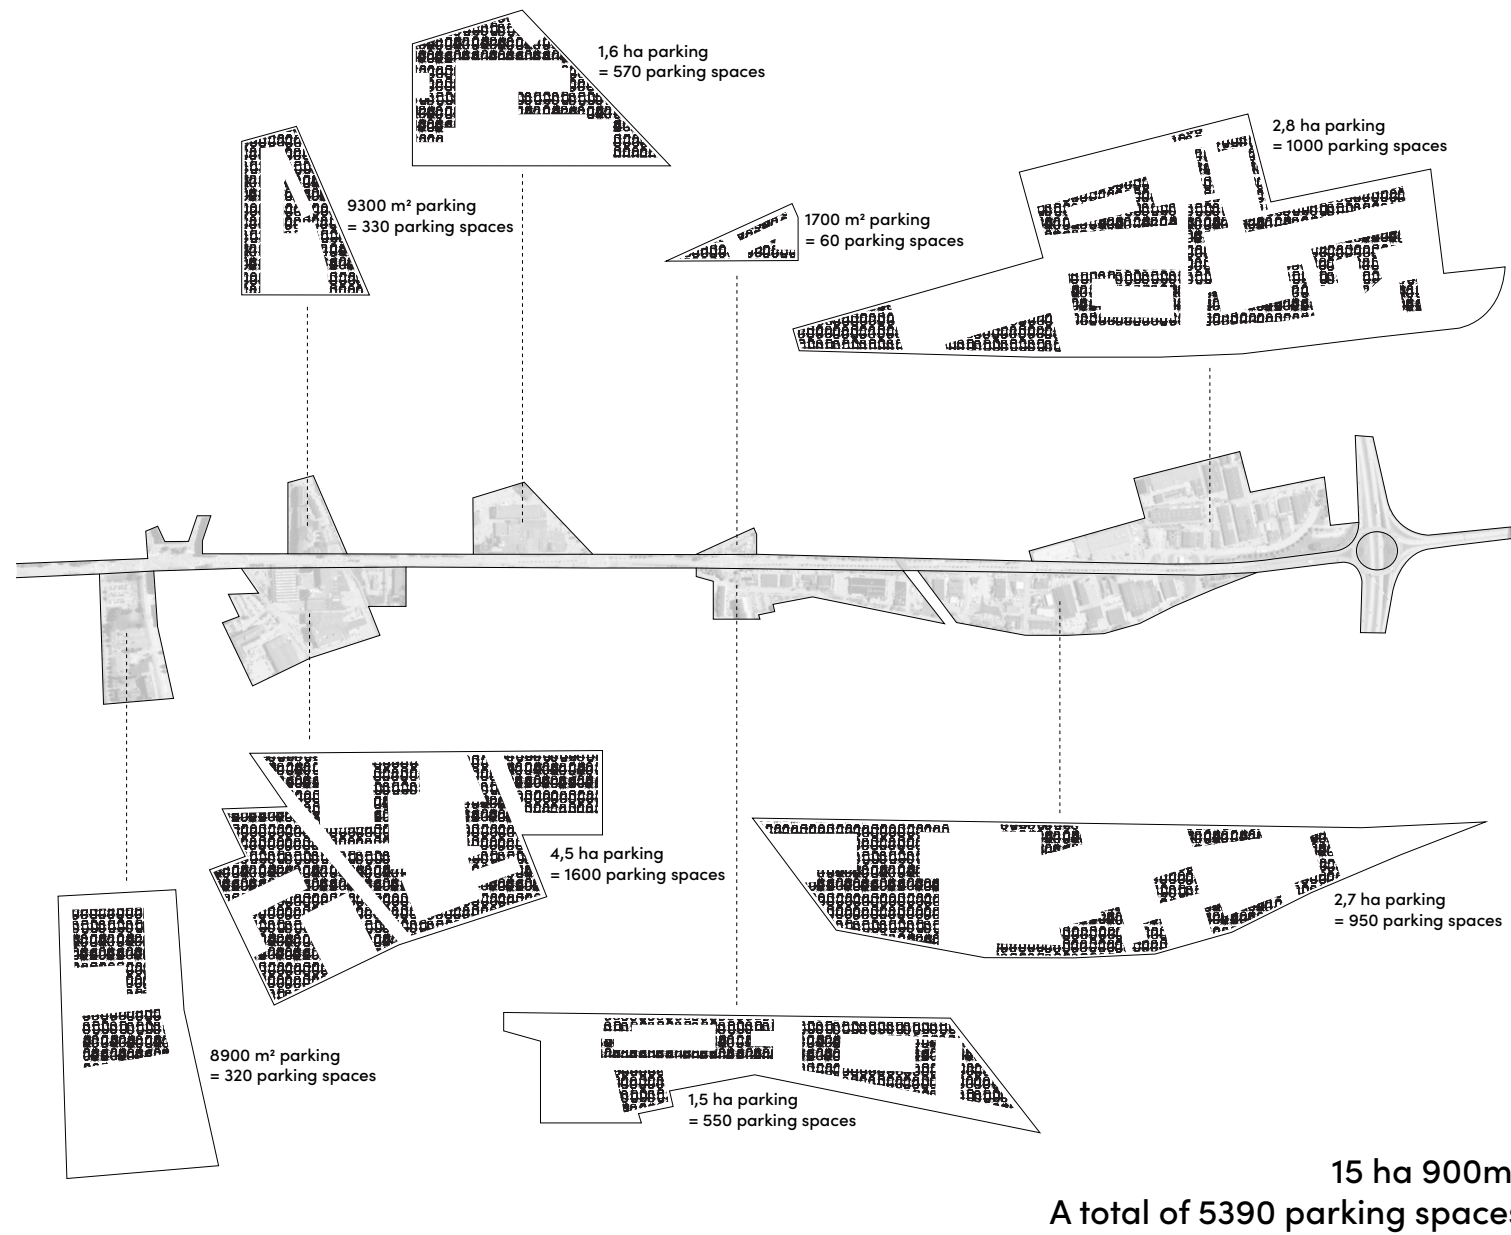 1,6 ha parking
= 570 parking spaces
2,8 ha parking
= 1000 parking spaces
9300 m² parking
= 330 parking spaces
1700 m² parking
= 60 parking spaces
4,5 ha parking
= 1600 parking spaces
2,7 ha parking
= 950 parking spaces
8900 m² parking
= 320 parking spaces
1,5 ha parking
= 550 parking spaces
15 ha 900m
A total of 5390 parking spaces